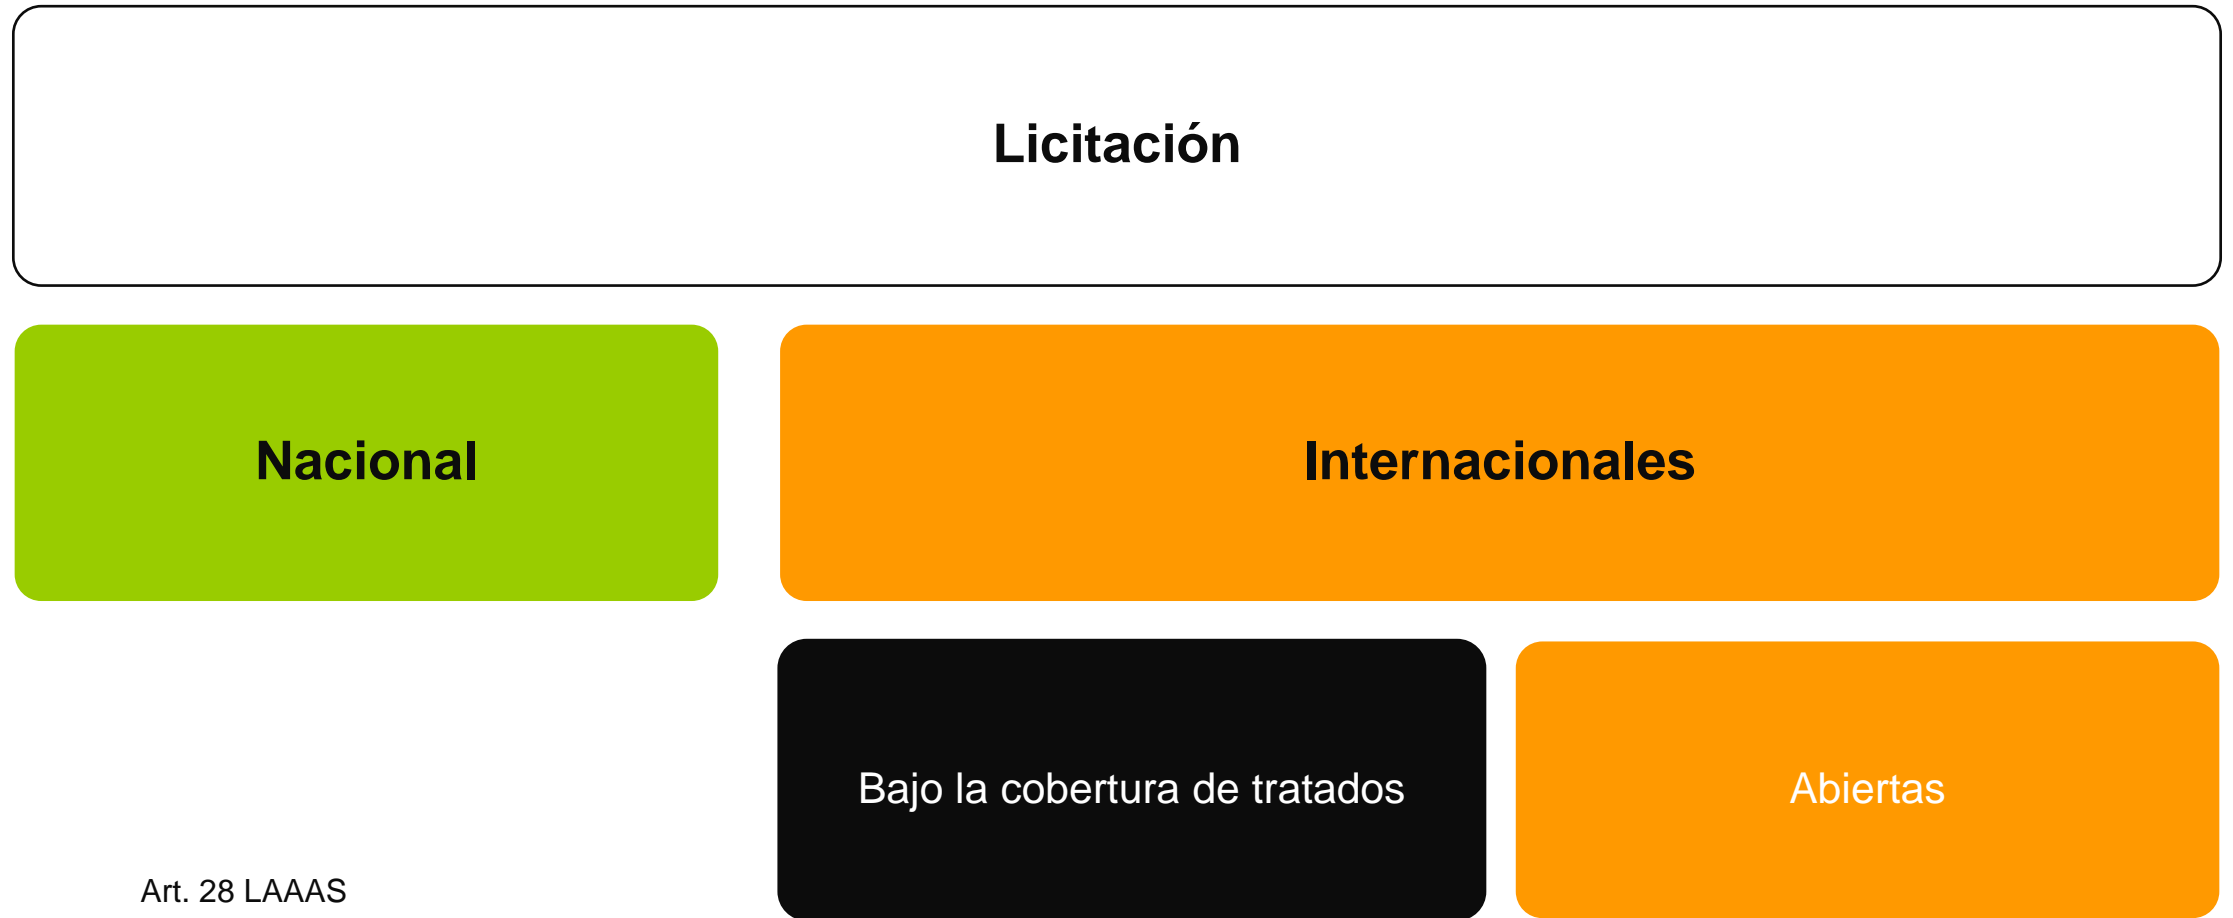 Licitación
Nacional
Internacionales
Bajo la cobertura de tratados
Abiertas
Art. 28 LAAAS